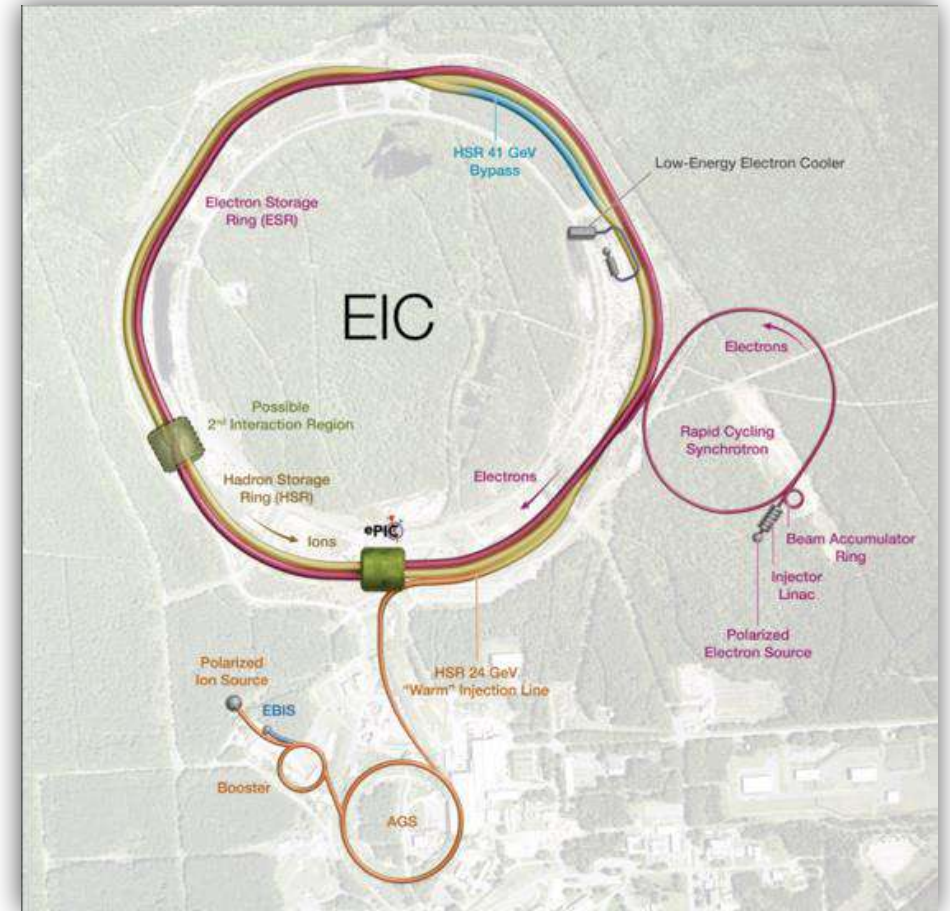 HSR 41 GeV
Bypass
Low-Energy Electron Cooler
Electron Storage
Ring (ESR)
EIC
Electrons
Possible
2nd Interaction Region
Rapid Cycling
Synchrotron
Hadron Storage
Ring (HSR)
Electrons
Ions
ePIC
Beam Accumulator
Ring
Injector
Linac
Polarized
Electron Source
Polarized
Ion Source
HSR 24 GeV
"Warm" Injection Line
EBIS
Booster
AGS